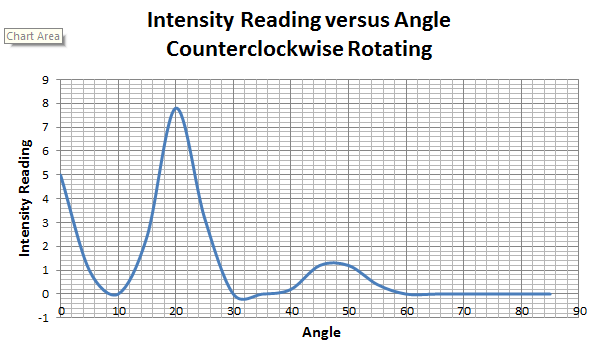 Intensity Reading versus Angle
Counterclockwise Rotating
Chart Area
9
8
7
6
5
4
3
2
1
0
-1
Intensity Reading
0 10 20 30 40 50 60 70 80 90
Angle